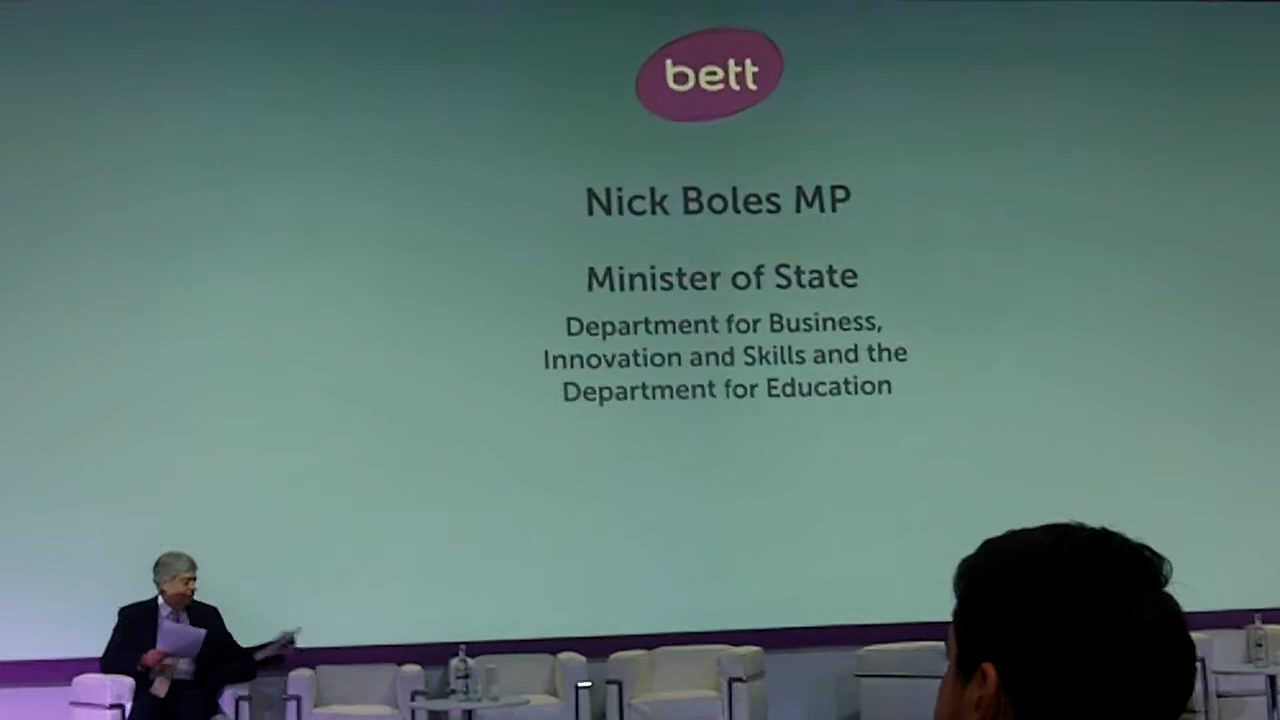 bett
Nick Boles MP
Minister of State
Department for Business,
Innovation and Skills and the
Department for Education